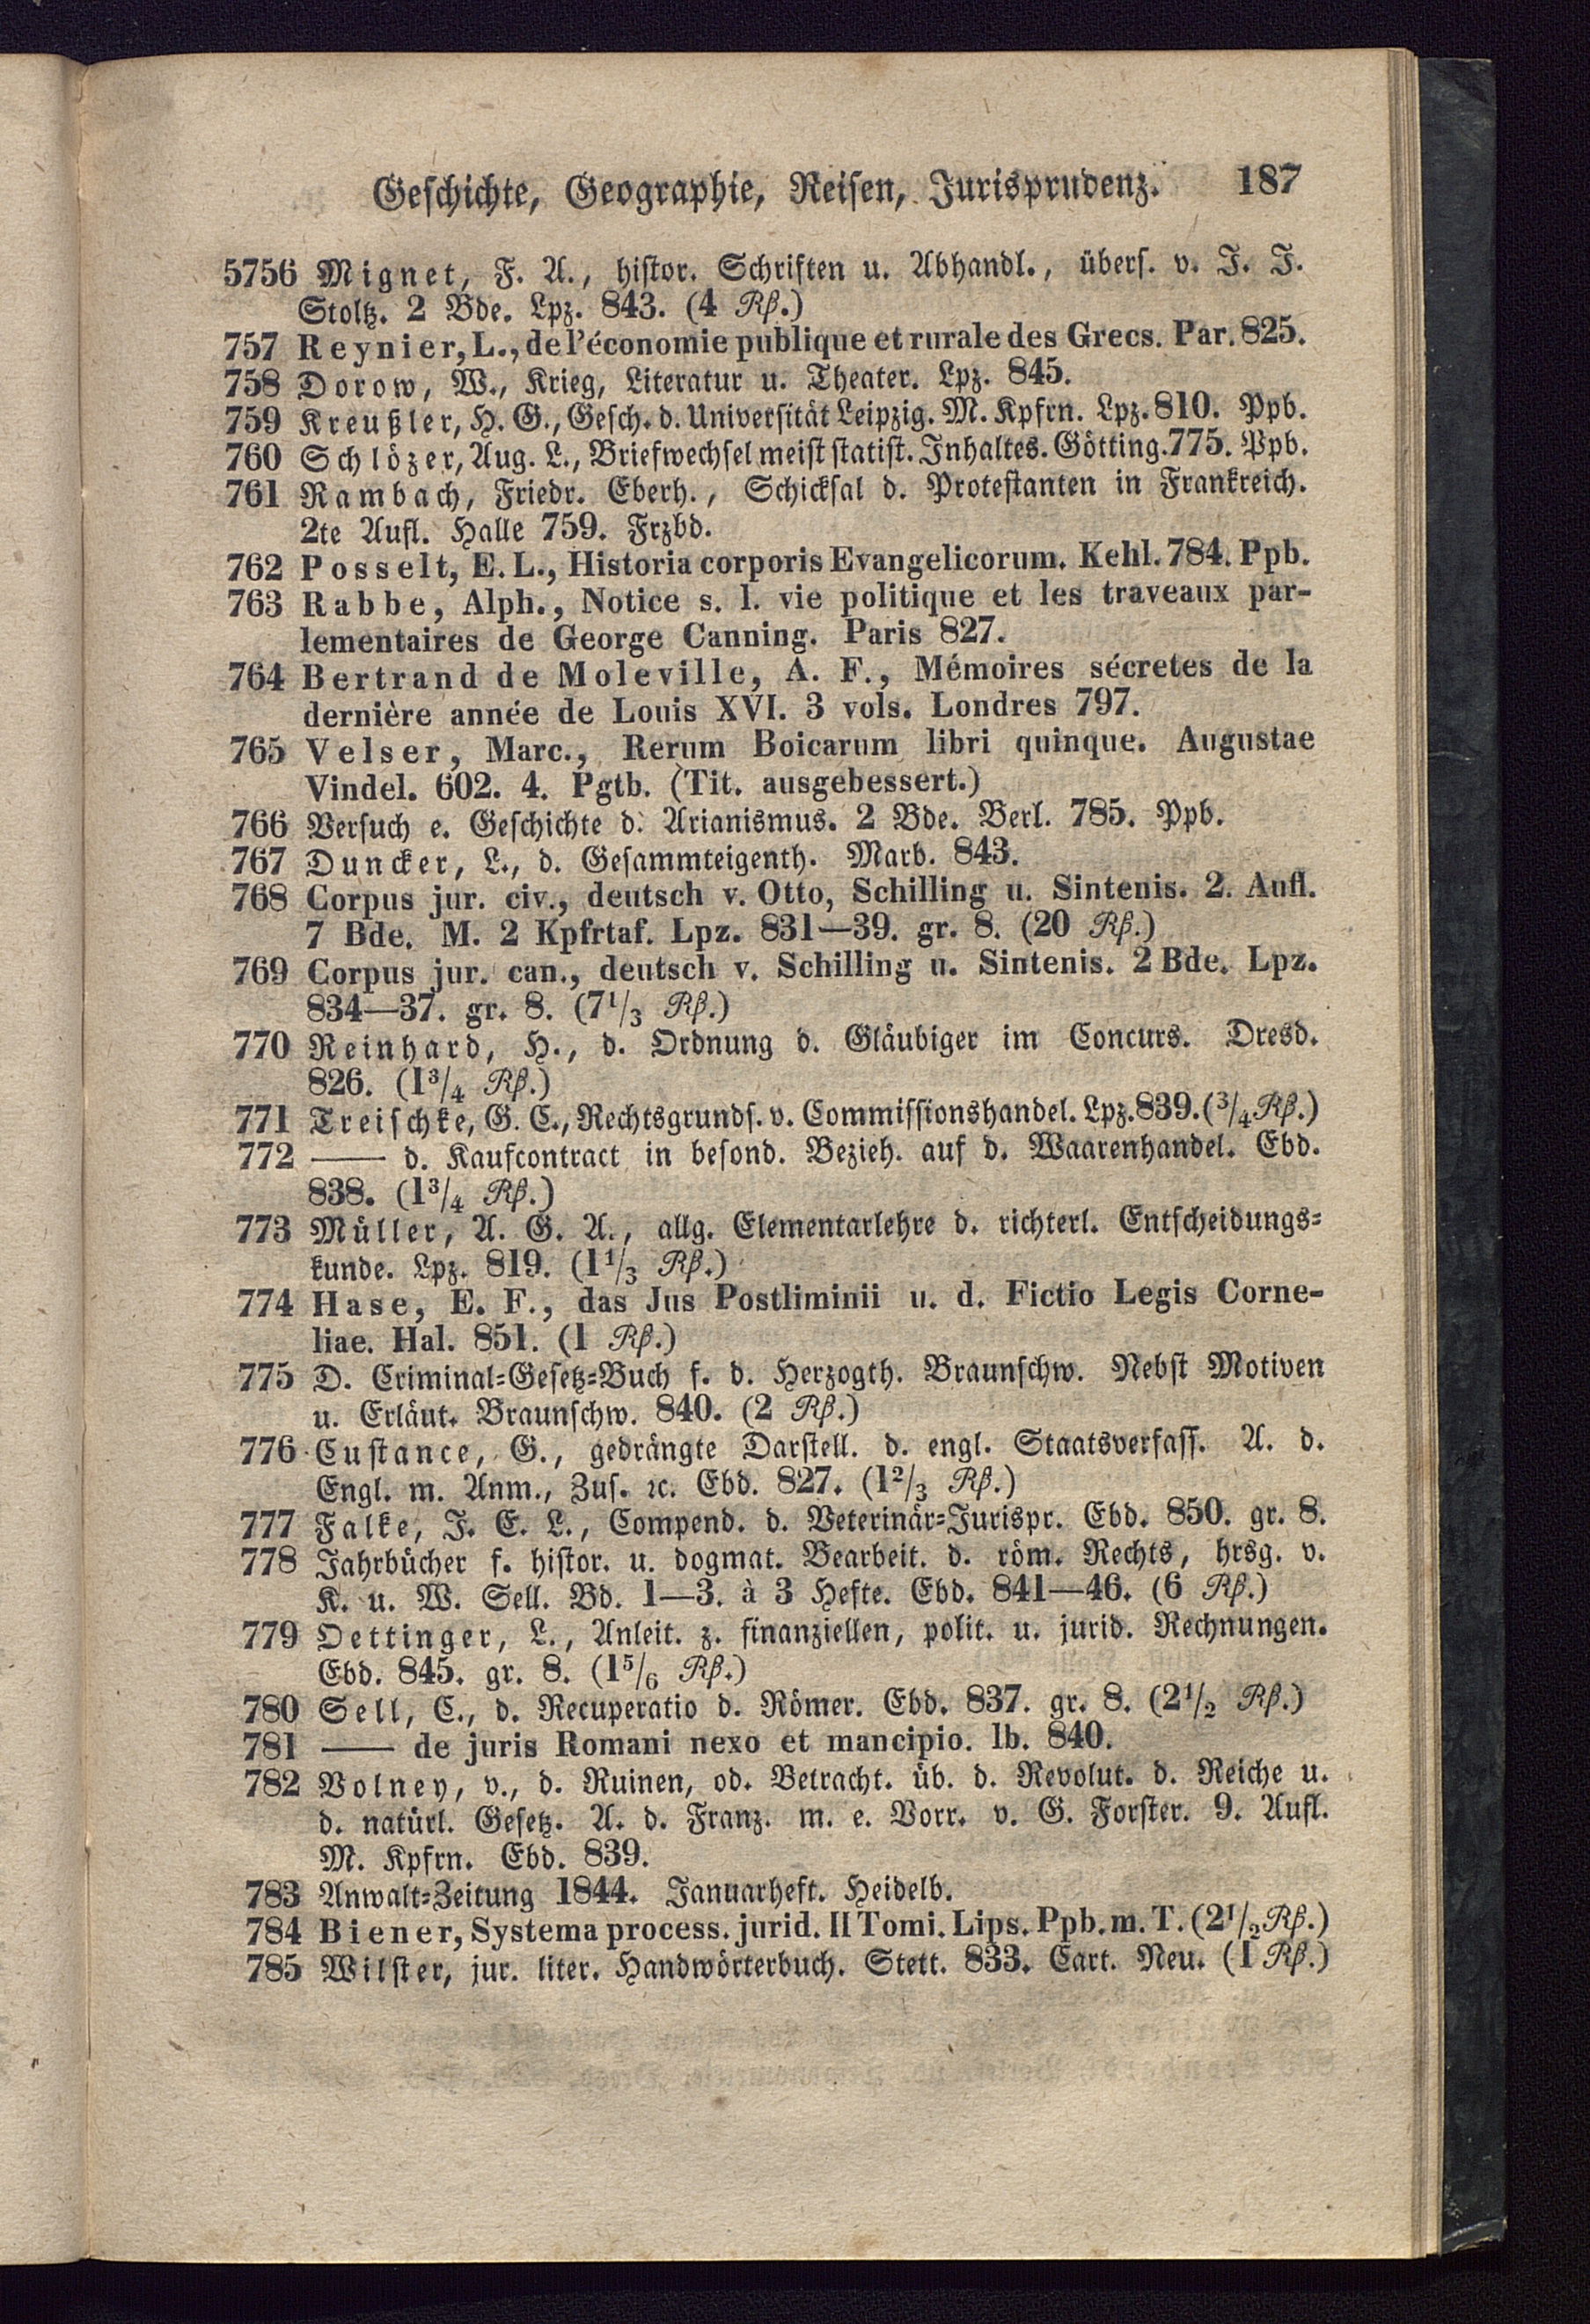 Geschichte, Geographie, Reisen, Jurisprudenz. 187
5756 Mignet, F. A., histor. Schriften u. Abhandl., übers. v. J. J.
Stoltz. 2 Bde. Lpz. 843. (4 Rß.)
757 Reynier, L., de l'économie publique et rurale des Grecs. Par. 825.
758 Dorow, W., Krieg, Literatur u. Theater. Lpz. 845.
759 Kreußler, H. G., Gesch. d. Universität Leipzig. M. Kpfrn. Lpz. 810. Ppb.
760 Schlözer, Aug. L., Briefwechsel meist statist. Inhaltes. Götting. 775. Ppb.
761 Rambach, Friedr. Eberh., Schicksal d. Protestanten in Frankreich.
2te Aufl. Halle 759. Frzbd.
762 Posselt, E. L., Historia corporis Evangelicorum. Kehl. 784. Ppb.
763 Rabbe, Alph., Notice s. l. vie politique et les traveaux par-
lementaires de George Canning. Paris 827.
764 Bertrand de Moleville, A. F., Mémoires sécretes de la
dernière année de Louis XVI. 3 vols. Londres 797.
765 Velser, Marc., Rerum Boicarum libri quinque. Augustae
Vindel. 602. 4. Pgtb. (Tit. ausgebessert.)
766 Versuch e. Geschichte d. Arianismus. 2 Bde. Berl. 785. Ppb.
767 Duncker, L., d. Gesammteigenth. Marb. 843.
768 Corpus jur. civ., deutsch v. Otto, Schilling u. Sintenis. 2. Aufl.
7 Bde. M. 2 Kpfrtaf. Lpz. 831—39. gr. 8. (20 Rß.)
769 Corpus jur. can., deutsch v. Schilling u. Sintenis. 2 Bde. Lpz.
834—37. gr. 8. (7 1/3 Rß.)
770 Reinhard, H., d. Ordnung d. Gläubiger im Concurs. Dresd.
826. (1 3/4 Rß.)
771 Treischke, G. C., Rechtsgrunds. v. Commissionshandel. Lpz. 839. (3/4 Rß.)
772 —— d. Kaufcontract in besond. Bezieh. auf d. Waarenhandel. Ebd.
838. (1 3/4 Rß.)
773 Müller, A. G. A., allg. Elementarlehre d. richterl. Entscheidungs-
kunde. Lpz. 819. (1 1/3 Rß.)
774 Hase, E. F., das Jus Postliminii u. d. Fictio Legis Corne-
liae. Hal. 851. (1 Rß.)
775 D. Criminal-Gesetz-Buch f. d. Herzogth. Braunschw. Nebst Motiven
u. Erläut. Braunschw. 840. (2 Rß.)
776 Custance, G., gedrängte Darstell. d. engl. Staatsverfass. A. d.
Engl. m. Anm., Zus. ꝛc. Ebd. 827. (1 2/3 Rß.)
777 Falke, J. E. L., Compend. d. Veterinär-Jurispr. Ebd. 850. gr. 8.
778 Jahrbücher f. histor. u. dogmat. Bearbeit. d. röm. Rechts, hrsg. v.
K. u. W. Sell. Bd. 1—3. à 3 Hefte. Ebd. 841—46. (6 Rß.)
779 Oettinger, L., Anleit. z. finanziellen, polit. u. jurid. Rechnungen.
Ebd. 845. gr. 8. (1 5/6 Rß.)
780 Sell, C., d. Recuperatio d. Römer. Ebd. 837. gr. 8. (2 1/2 Rß.)
781 —— de juris Romani nexo et mancipio. Ib. 840.
782 Volney, v., d. Ruinen, od. Betracht. üb. d. Revolut. d. Reiche u.
d. natürl. Gesetz. A. d. Franz. m. e. Vorr. v. G. Forster. 9. Aufl.
M. Kpfrn. Ebd. 839.
783 Anwalt-Zeitung 1844. Januarheft. Heidelb.
784 Biener, Systema process. jurid. II Tomi. Lips. Ppb. m. T. (2 1/2 Rß.)
785 Wilster, jur. liter. Handwörterbuch. Stett. 833. Cart. Neu. (1 Rß.)